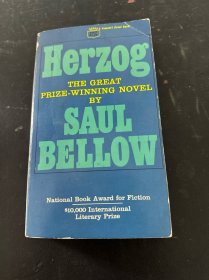 Herzog
THE GREAT
PRIZE-WINNING NOVEL
BY
SAUL
BELLOW
National Book Award for Fiction
$10,000 International
Literary Prize